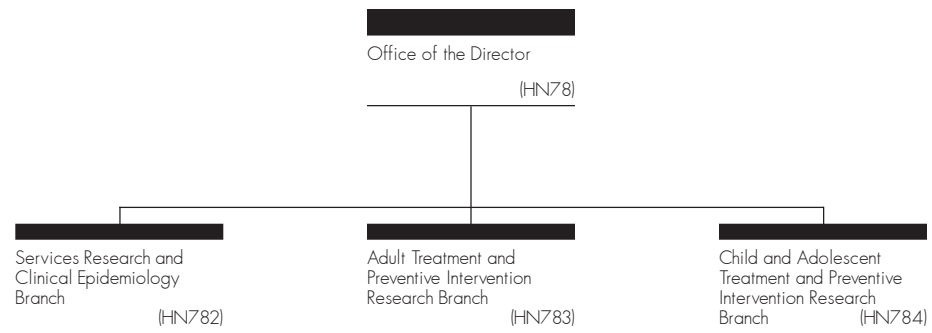 Office of the Director
(HN78)
Services Research and
Clinical Epidemiology
Branch
(HN782)
Adult Treatment and
Preventive Intervention
Research Branch
(HN783)
Child and Adolescent
Treatment and Preventive
Intervention Research
Branch (HN784)